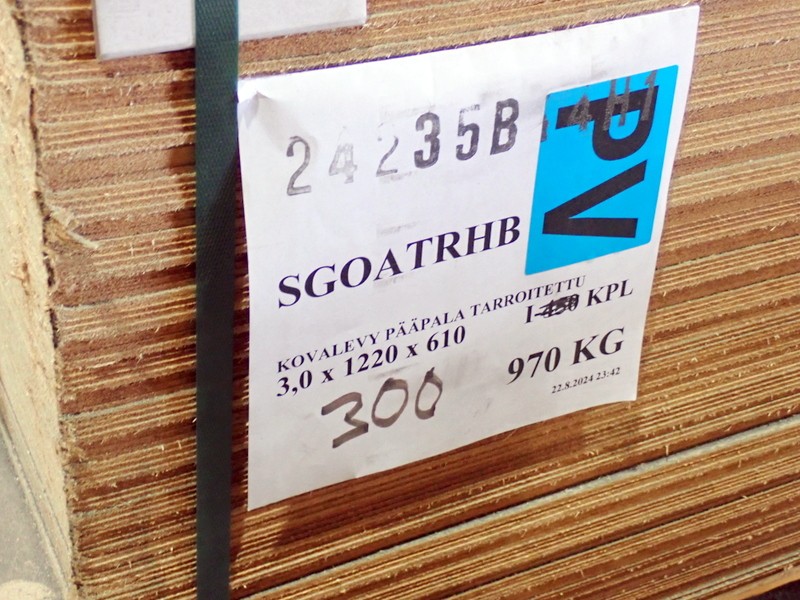 24235B 14H1
PV
SGOATRHB
KOVALEVY PÄÄPALA TARROITETTU
I KPL
3,0 x 1220 x 610
970 KG
300
22.8.2024 23:42